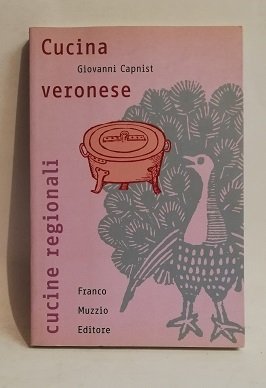 Cucina
Giovanni Capnist
veronese
cucine regionali
Franco
Muzzio
Editore